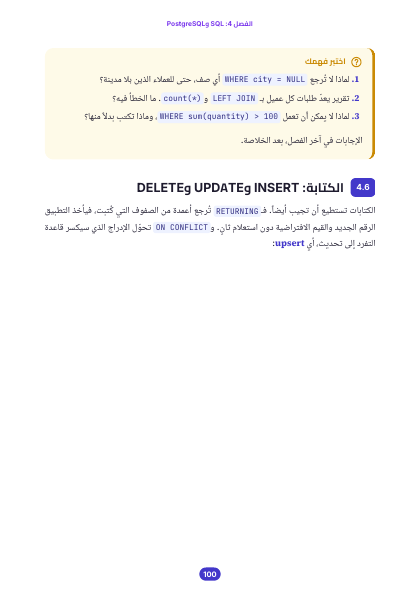 الفصل 4: SQL وPostgreSQL
اختبر فهمك
1. لماذا لا تُرجع WHERE city = NULL أي صف، حتى للعملاء الذين بلا مدينة؟
2. تقرير يعدّ طلبات كل عميل بـ LEFT JOIN و count(*). ما الخطأ فيه؟
3. لماذا لا يمكن أن تعمل WHERE sum(quantity) > 100، وماذا تكتب بدلاً منها؟
الإجابات في آخر الفصل، بعد الخلاصة.
4.6 الكتابة: INSERT وUPDATE وDELETE
الكتابات تستطيع أن تجيب أيضاً. فـ RETURNING تُرجع أعمدة من الصفوف التي كُتبت، فيأخذ التطبيق
الرقم الجديد والقيم الافتراضية دون استعلام ثانٍ. و ON CONFLICT تحوّل الإدراج الذي سيكسر قاعدة
التفرد إلى تحديث، أي upsert:
100